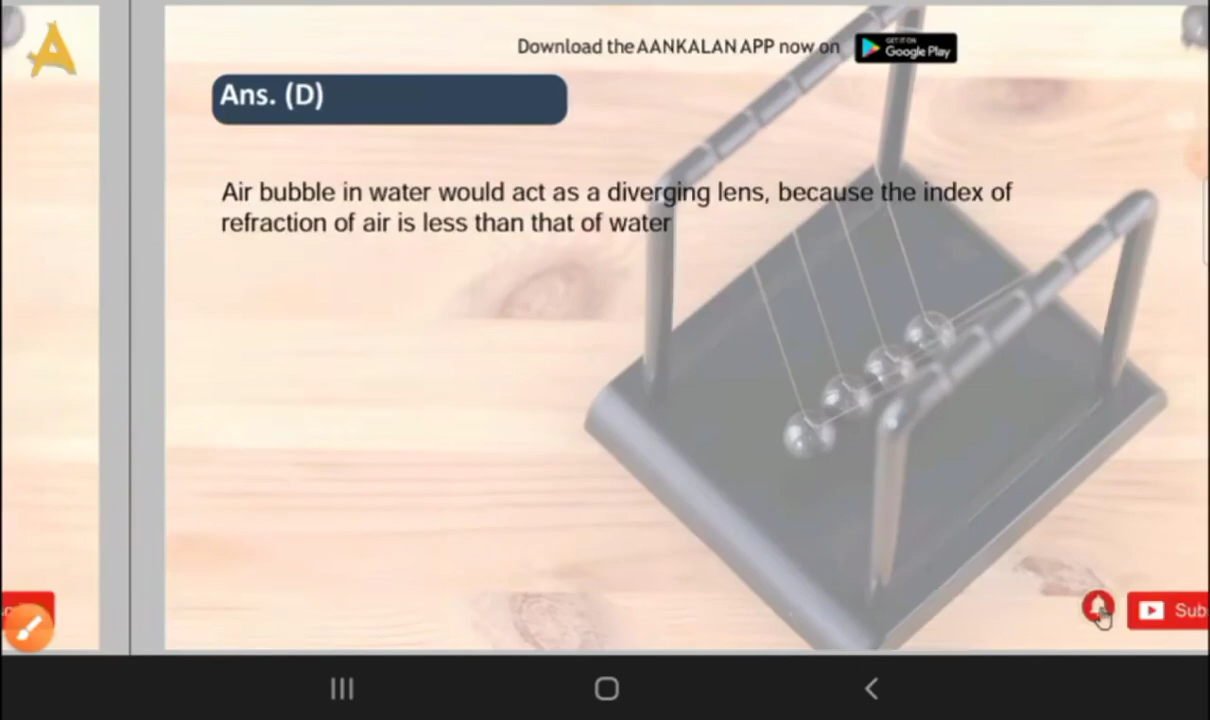 A
Download the AANKALAN APP now on
GET IT ON
Google Play
Ans. (D)
Air bubble in water would act as a diverging lens, because the index of
refraction of air is less than that of water
Sub